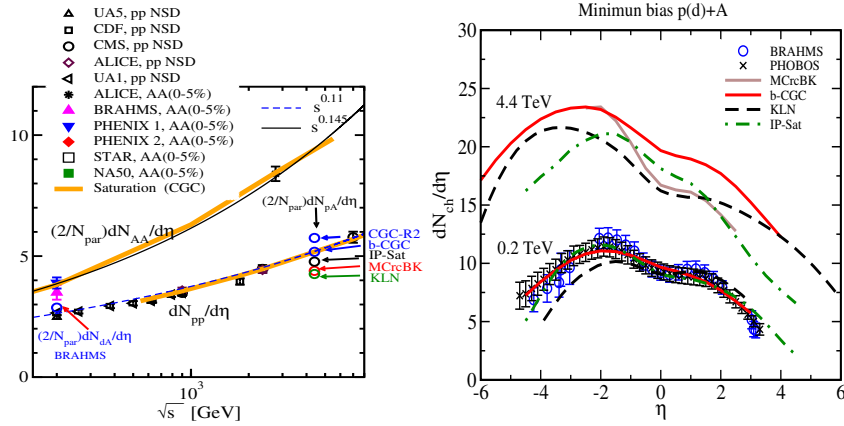 UA5, pp NSD
CDF, pp NSD
CMS, pp NSD
ALICE, pp NSD
UA1, pp NSD
ALICE, AA(0-5%)
BRAHMS, AA(0-5%)
PHENIX 1, AA(0-5%)
PHENIX 2, AA(0-5%)
STAR, AA(0-5%)
NA50, AA(0-5%)
Saturation (CGC)
s^0.11
s^0.145
(2/N_par)dN_AA/dη
(2/N_par)dN_pA/dη
CGC-R2
b-CGC
IP-Sat
MCrcBK
KLN
dN_pp/dη
(2/N_par)dN_dA/dη
BRAHMS
0
5
10
10^3
√s [GeV]
Minimun bias p(d)+A
BRAHMS
PHOBOS
MCrcBK
b-CGC
KLN
IP-Sat
4.4 TeV
0.2 TeV
dN_ch/dη
30
25
20
15
10
5
0
-6 -4 -2 0 2 4 6
η